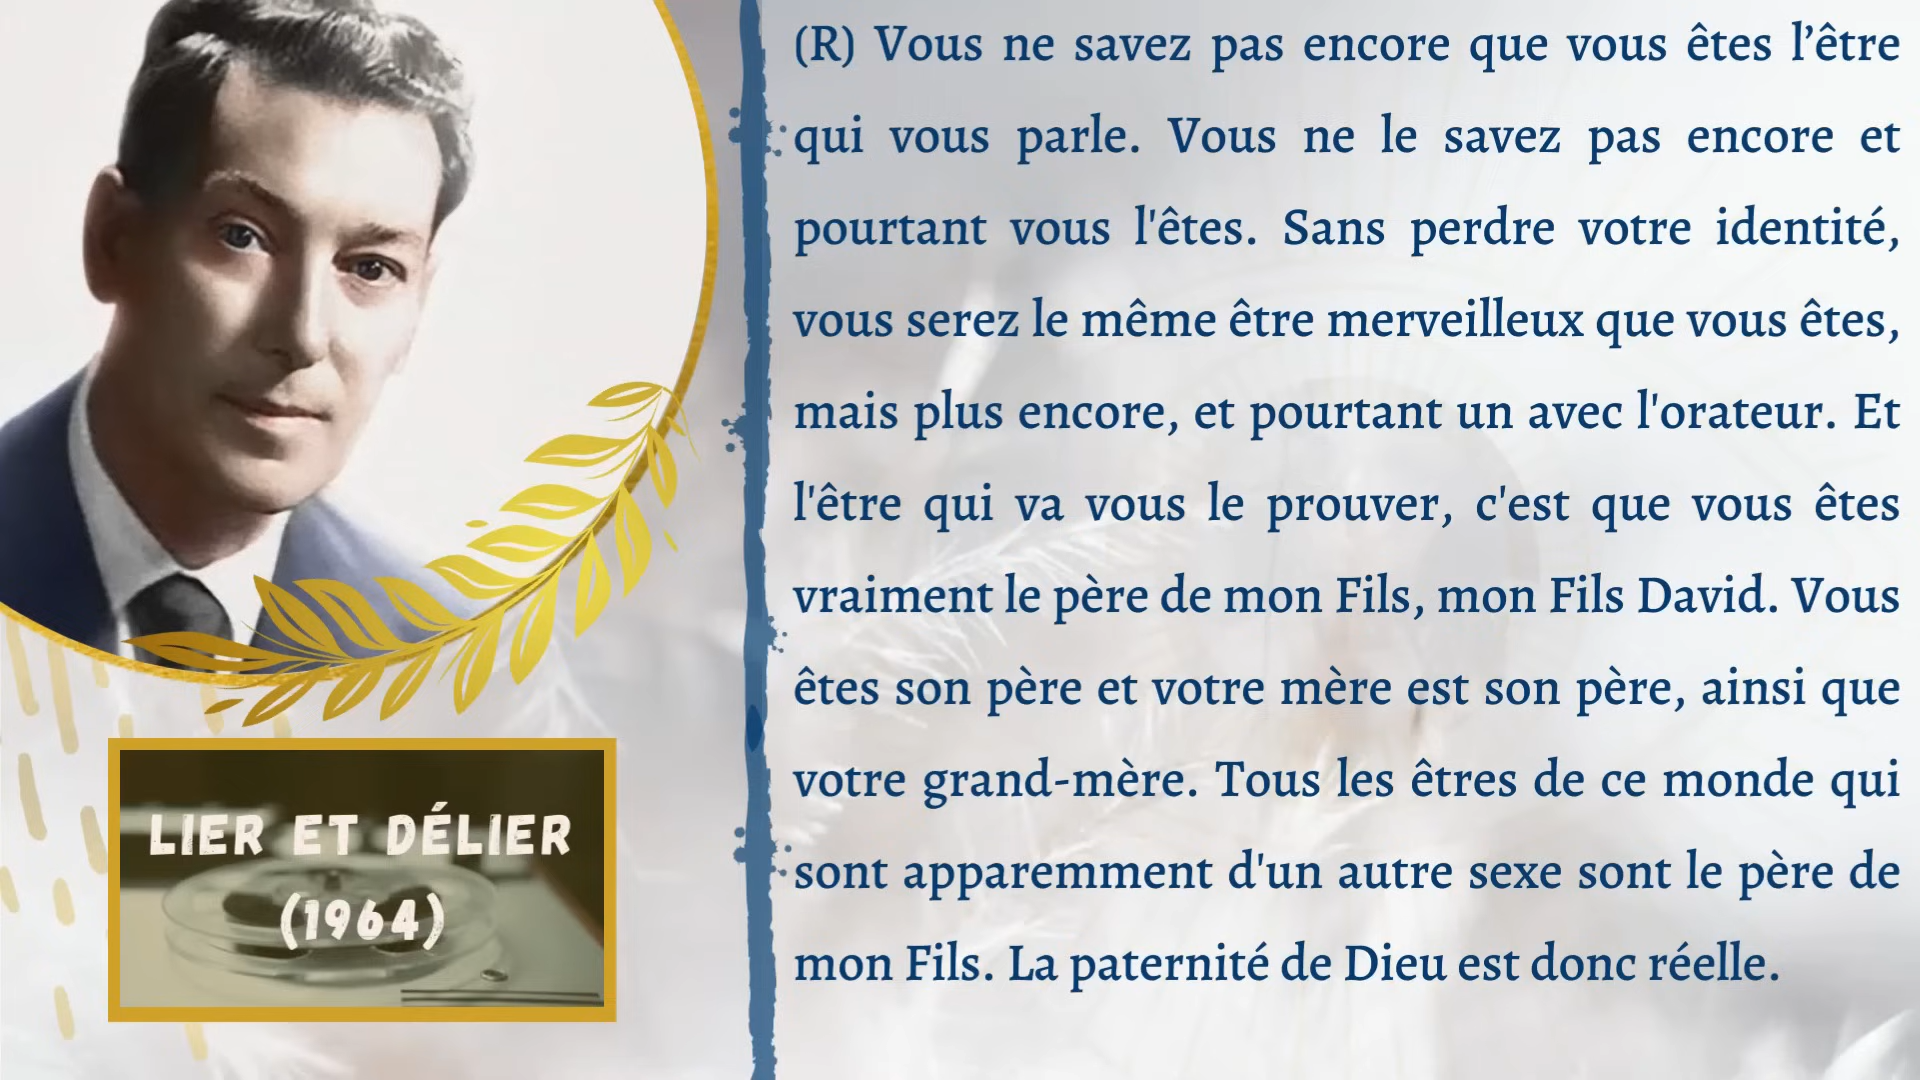 (R) Vous ne savez pas encore que vous êtes l’être
qui vous parle. Vous ne le savez pas encore et
pourtant vous l'êtes. Sans perdre votre identité,
vous serez le même être merveilleux que vous êtes,
mais plus encore, et pourtant un avec l'orateur. Et
l'être qui va vous le prouver, c'est que vous êtes
vraiment le père de mon Fils, mon Fils David. Vous
êtes son père et votre mère est son père, ainsi que
votre grand-mère. Tous les êtres de ce monde qui
sont apparemment d'un autre sexe sont le père de
mon Fils. La paternité de Dieu est donc réelle.
LIER ET DÉLIER
(1964)